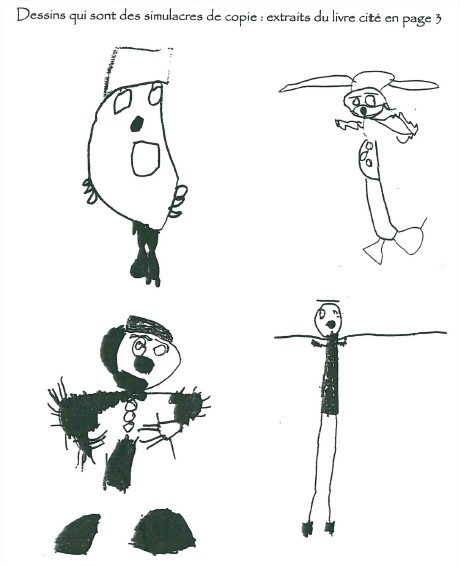 Dessins qui sont des simulacres de copie : extraits du livre cité en page 3